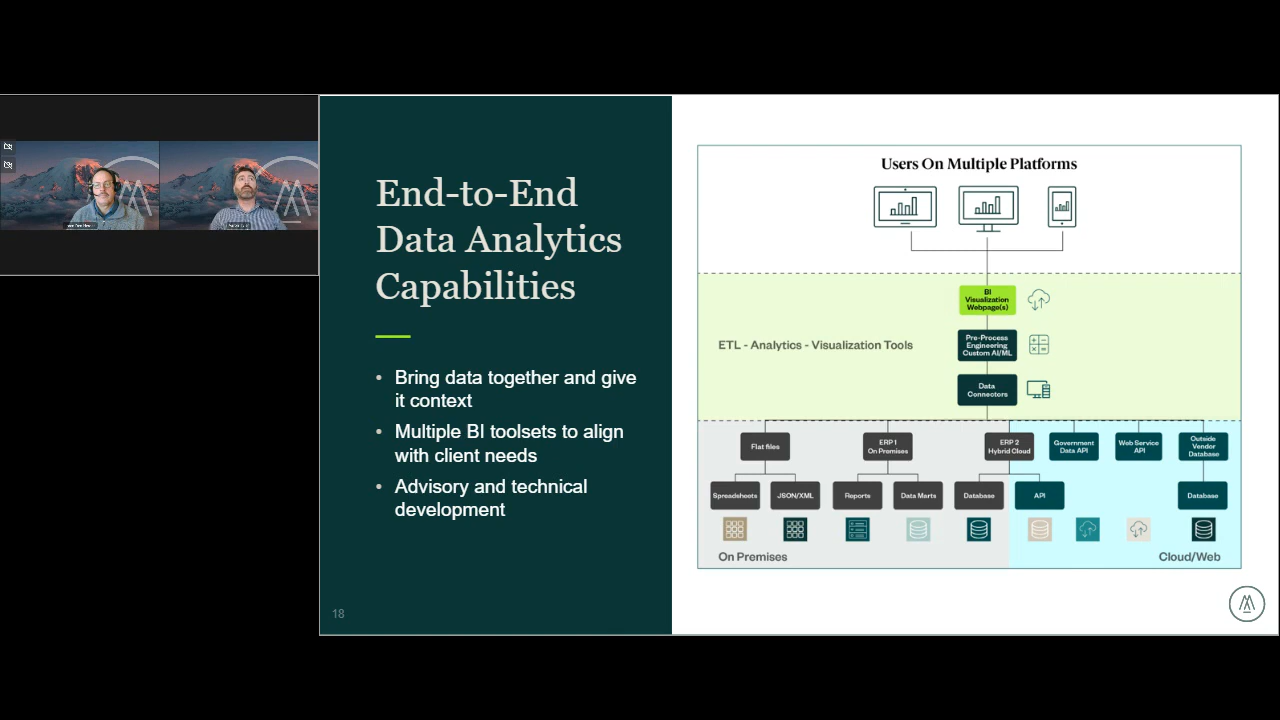 End-to-End
Data Analytics
Capabilities
• Bring data together and give
it context
• Multiple BI toolsets to align
with client needs
• Advisory and technical
development
18
Users On Multiple Platforms
BI
Visualization
Webpage(s)
ETL - Analytics - Visualization Tools
Pre-Process
Engineering
Custom AI/ML
Data
Connectors
Flat files
ERP 1
On Premises
ERP 2
Hybrid Cloud
Government
Data API
Web Service
API
Outside
Vendor
Database
Spreadsheets
JSON/XML
Reports
Data Marts
Database
API
Database
On Premises
Cloud/Web